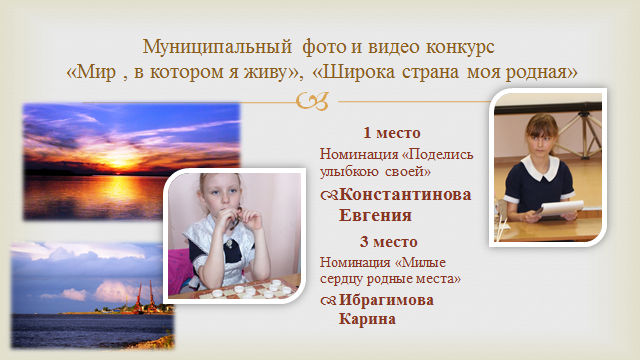 Муниципальный фото и видео конкурс
«Мир , в котором я живу», «Широка страна моя родная»
1 место
Номинация «Поделись
улыбкою своей»
Константинова
Евгения
3 место
Номинация «Милые
сердцу родные места»
Ибрагимова
Карина